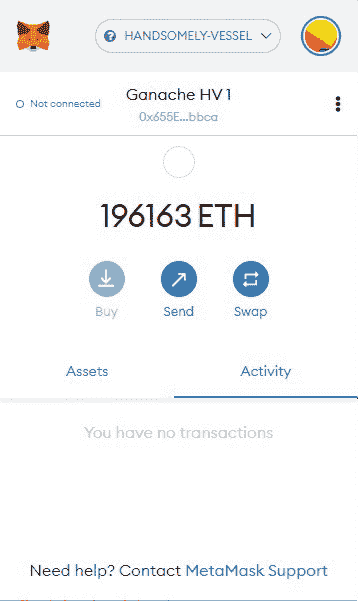 HANDSOMELY-VESSEL
Not connected
Ganache HV 1
0x655E...bbca
196163 ETH
Buy
Send
Swap
Assets
Activity
You have no transactions
Need help? Contact MetaMask Support